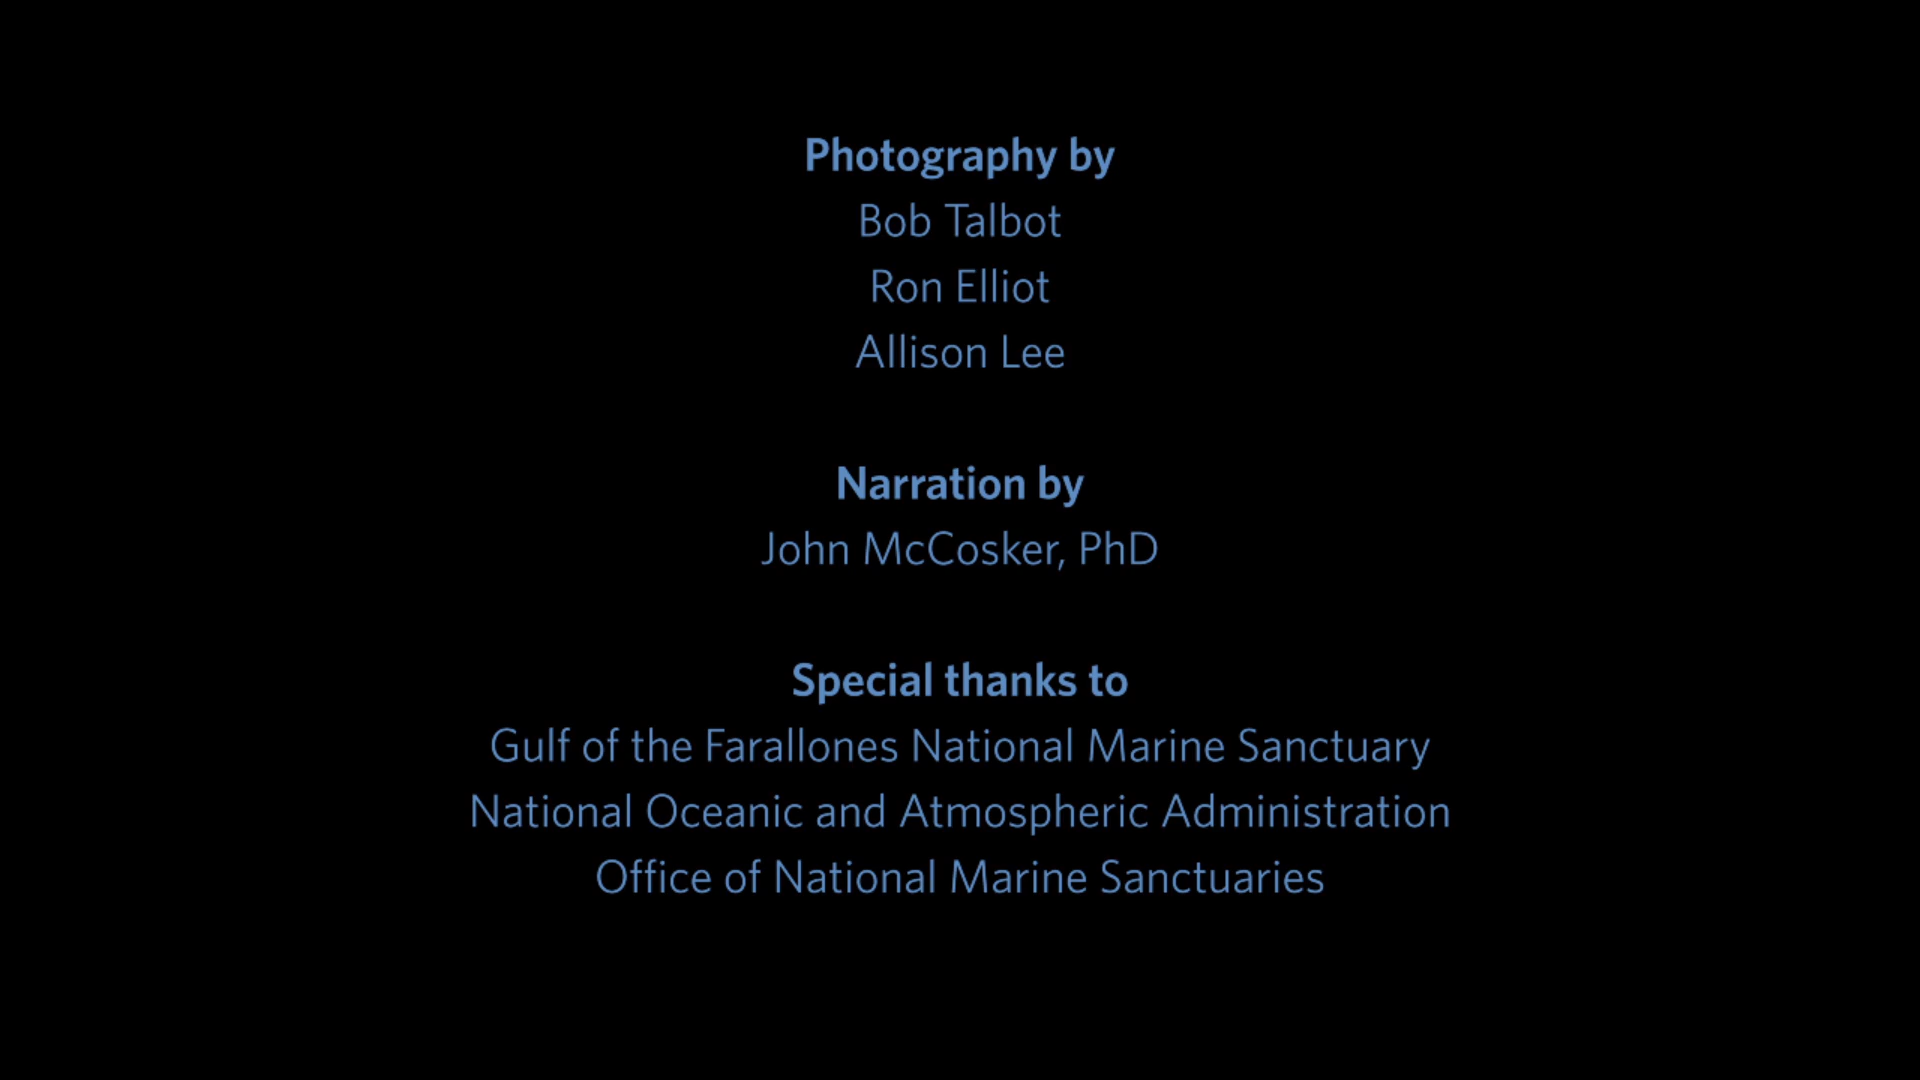 Photography by
Bob Talbot
Ron Elliot
Allison Lee
Narration by
John McCosker, PhD
Special thanks to
Gulf of the Farallones National Marine Sanctuary
National Oceanic and Atmospheric Administration
Office of National Marine Sanctuaries